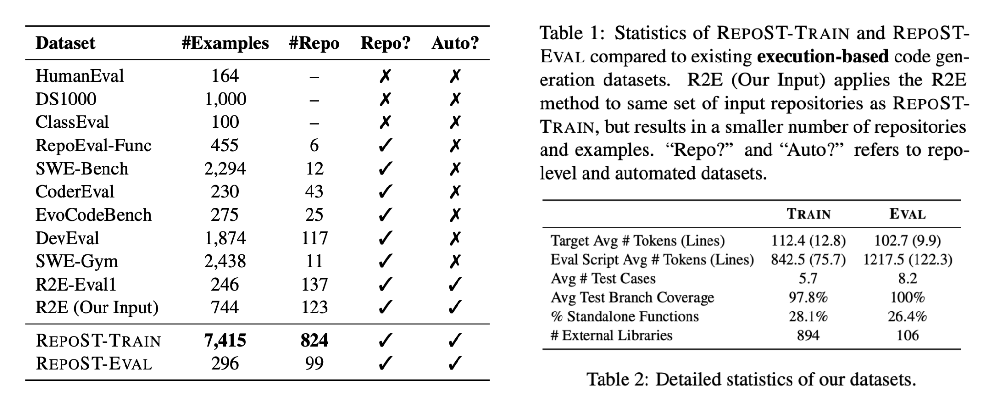 Dataset #Examples #Repo Repo? Auto?
HumanEval 164 – ✗ ✗
DS1000 1,000 – ✗ ✗
ClassEval 100 – ✗ ✗
RepoEval-Func 455 6 ✓ ✗
SWE-Bench 2,294 12 ✓ ✗
CoderEval 230 43 ✓ ✗
EvoCodeBench 275 25 ✓ ✗
DevEval 1,874 117 ✓ ✗
SWE-Gym 2,438 11 ✓ ✗
R2E-Eval1 246 137 ✓ ✓
R2E (Our Input) 744 123 ✓ ✓
REPOST-TRAIN 7,415 824 ✓ ✓
REPOST-EVAL 296 99 ✓ ✓
Table 1: Statistics of REPOST-TRAIN and REPOST-
EVAL compared to existing execution-based code gen-
eration datasets. R2E (Our Input) applies the R2E
method to same set of input repositories as REPOST-
TRAIN, but results in a smaller number of repositories
and examples. “Repo?” and “Auto?” refers to repo-
level and automated datasets.
TRAIN EVAL
Target Avg # Tokens (Lines) 112.4 (12.8) 102.7 (9.9)
Eval Script Avg # Tokens (Lines) 842.5 (75.7) 1217.5 (122.3)
Avg # Test Cases 5.7 8.2
Avg Test Branch Coverage 97.8% 100%
% Standalone Functions 28.1% 26.4%
# External Libraries 894 106
Table 2: Detailed statistics of our datasets.